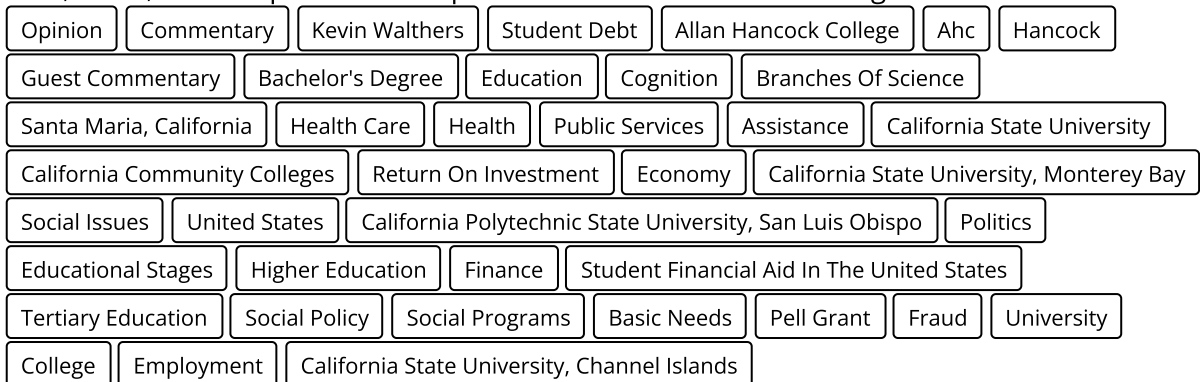 Opinion Commentary Kevin Walthers Student Debt Allan Hancock College Ahc Hancock
Guest Commentary Bachelor's Degree Education Cognition Branches Of Science
Santa Maria, California Health Care Health Public Services Assistance California State University
California Community Colleges Return On Investment Economy California State University, Monterey Bay
Social Issues United States California Polytechnic State University, San Luis Obispo Politics
Educational Stages Higher Education Finance Student Financial Aid In The United States
Tertiary Education Social Policy Social Programs Basic Needs Pell Grant Fraud University
College Employment California State University, Channel Islands